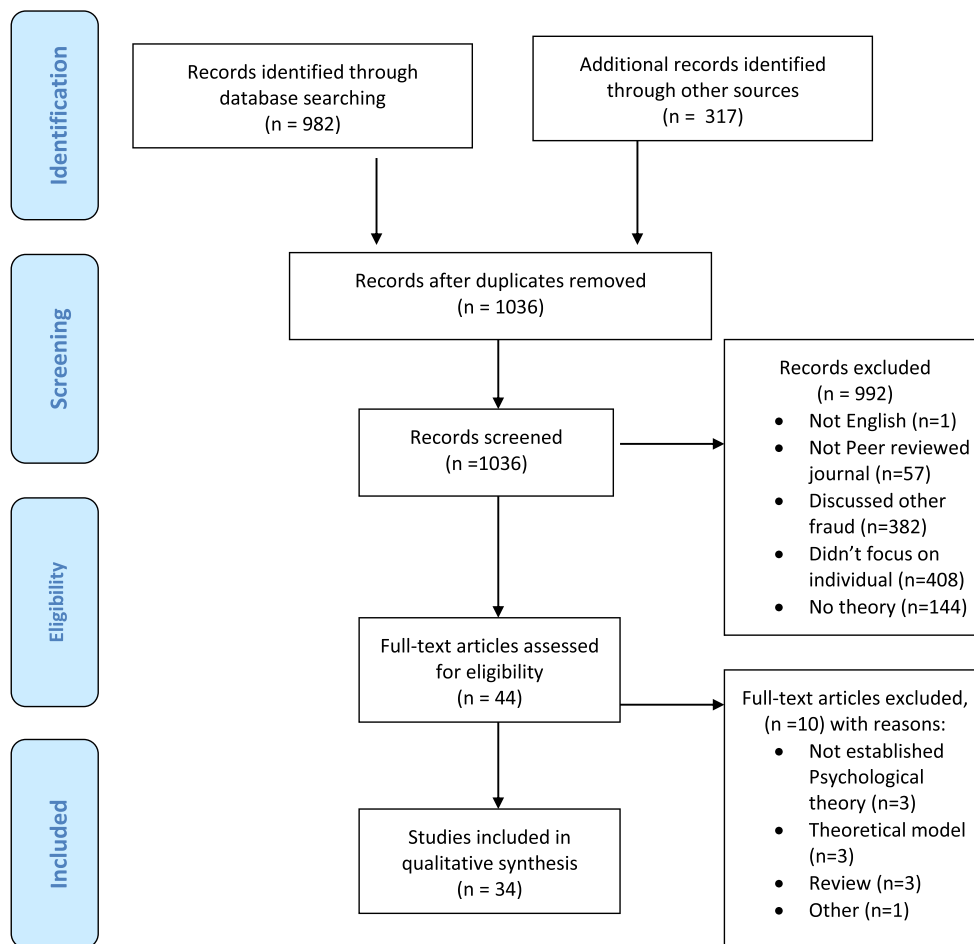 Identification
Records identified through
database searching
(n = 982)
Additional records identified
through other sources
(n = 317)
Screening
Records after duplicates removed
(n = 1036)
Records screened
(n =1036)
Records excluded
(n = 992)
• Not English (n=1)
• Not Peer reviewed
journal (n=57)
• Discussed other
fraud (n=382)
• Didn’t focus on
individual (n=408)
• No theory (n=144)
Eligibility
Full-text articles assessed
for eligibility
(n = 44)
Full-text articles excluded,
(n =10) with reasons:
• Not established
Psychological
theory (n=3)
• Theoretical model
(n=3)
• Review (n=3)
• Other (n=1)
Included
Studies included in
qualitative synthesis
(n = 34)